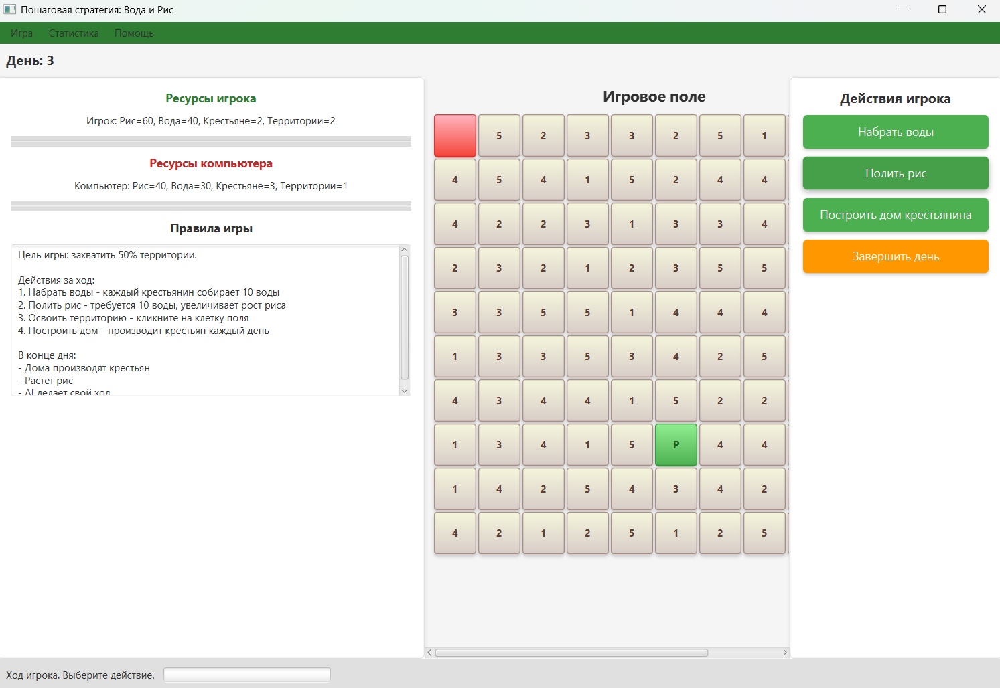 Пошаговая стратегия: Вода и Рис
Игра Статистика Помощь
День: 3
Ресурсы игрока
Игрок: Рис=60, Вода=40, Крестьяне=2, Территории=2
Ресурсы компьютера
Компьютер: Рис=40, Вода=30, Крестьяне=3, Территории=1
Правила игры
Цель игры: захватить 50% территории.
Действия за ход:
1. Набрать воды - каждый крестьянин собирает 10 воды
2. Полить рис - требуется 10 воды, увеличивает рост риса
3. Освоить территорию - кликните на клетку поля
4. Построить дом - производит крестьян каждый день
В конце дня:
- Дома производят крестьян
- Растет рис
- AI делает свой ход
Игровое поле
5 2 3 3 2 5 1
4 5 4 1 5 2 4 4
4 2 2 3 1 3 3 4
2 3 2 1 2 3 5 5
3 3 5 5 1 4 4 4
1 3 3 5 3 4 2 5
4 3 4 4 1 5 2 2
1 3 4 1 5 P 4 4
1 4 2 5 4 3 4 2
4 2 1 2 5 1 2 5
Действия игрока
Набрать воды
Полить рис
Построить дом крестьянина
Завершить день
Ход игрока. Выберите действие.